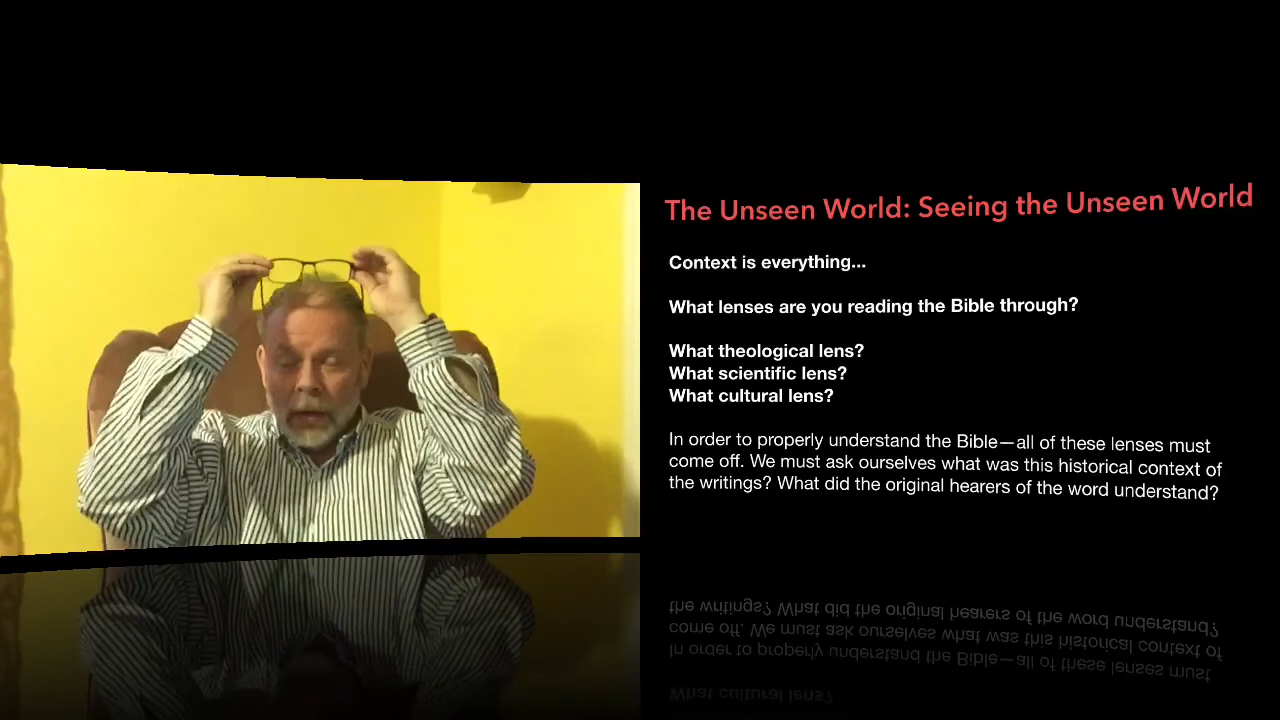 The Unseen World: Seeing the Unseen World
Context is everything...
What lenses are you reading the Bible through?
What theological lens?
What scientific lens?
What cultural lens?
In order to properly understand the Bible—all of these lenses must
come off. We must ask ourselves what was this historical context of
the writings? What did the original hearers of the word understand?